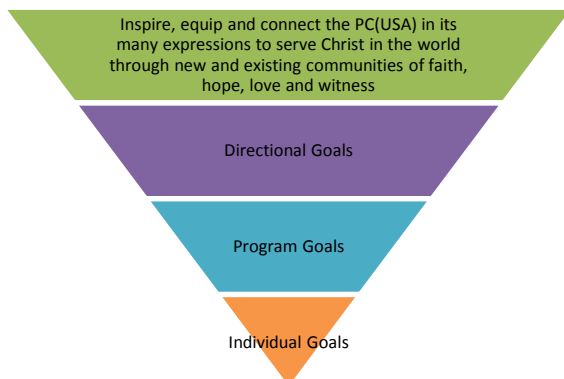 Inspire, equip and connect the PC(USA) in its
many expressions to serve Christ in the world
through new and existing communities of faith,
hope, love and witness
Directional Goals
Program Goals
Individual Goals